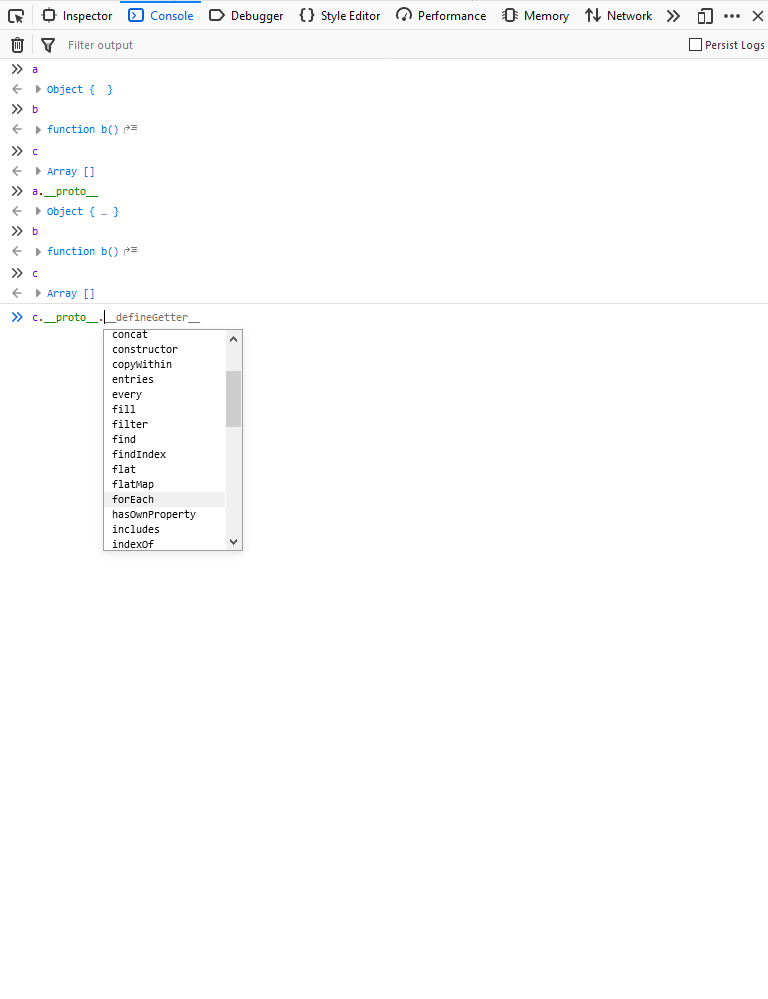 Inspector Console Debugger Style Editor Performance Memory Network
Filter output Persist Logs
a
Object { }
b
function b()
c
Array []
a.__proto__
Object { … }
b
function b()
c
Array []
c.__proto__.__defineGetter__
concat
constructor
copyWithin
entries
every
fill
filter
find
findIndex
flat
flatMap
forEach
hasOwnProperty
includes
indexOf